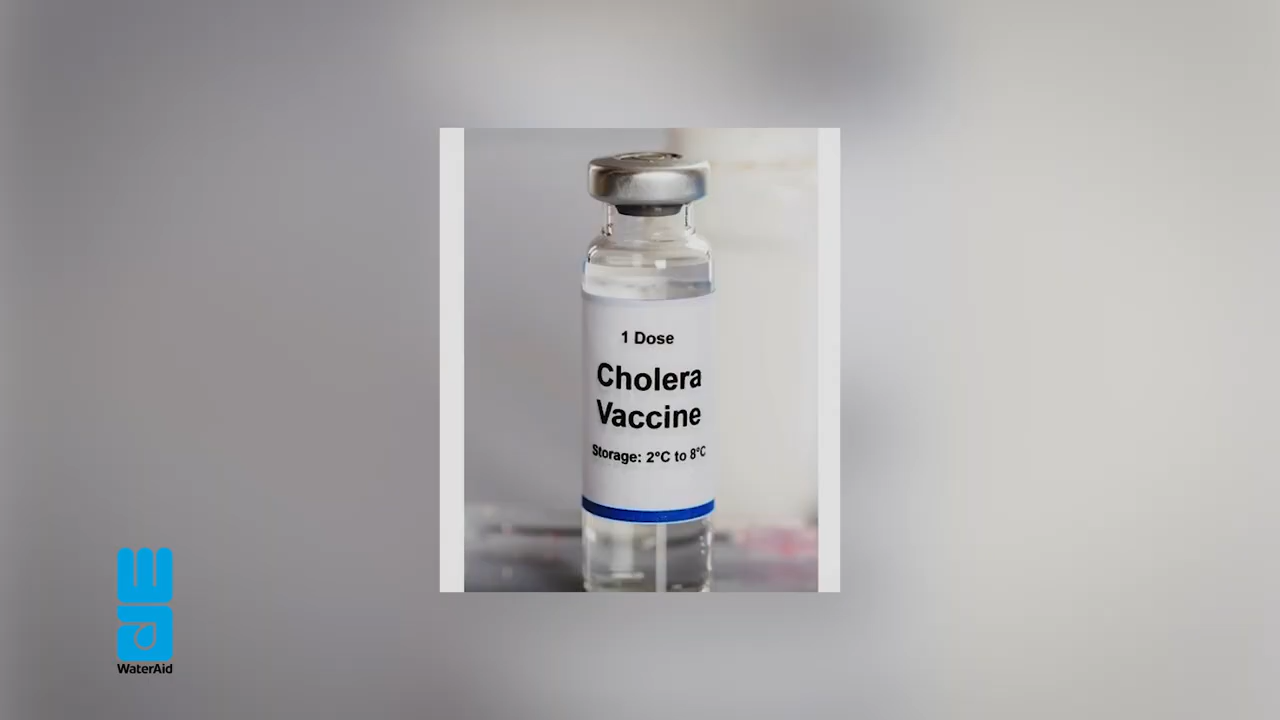 1 Dose
Cholera
Vaccine
Storage: 2°C to 8°C
WaterAid